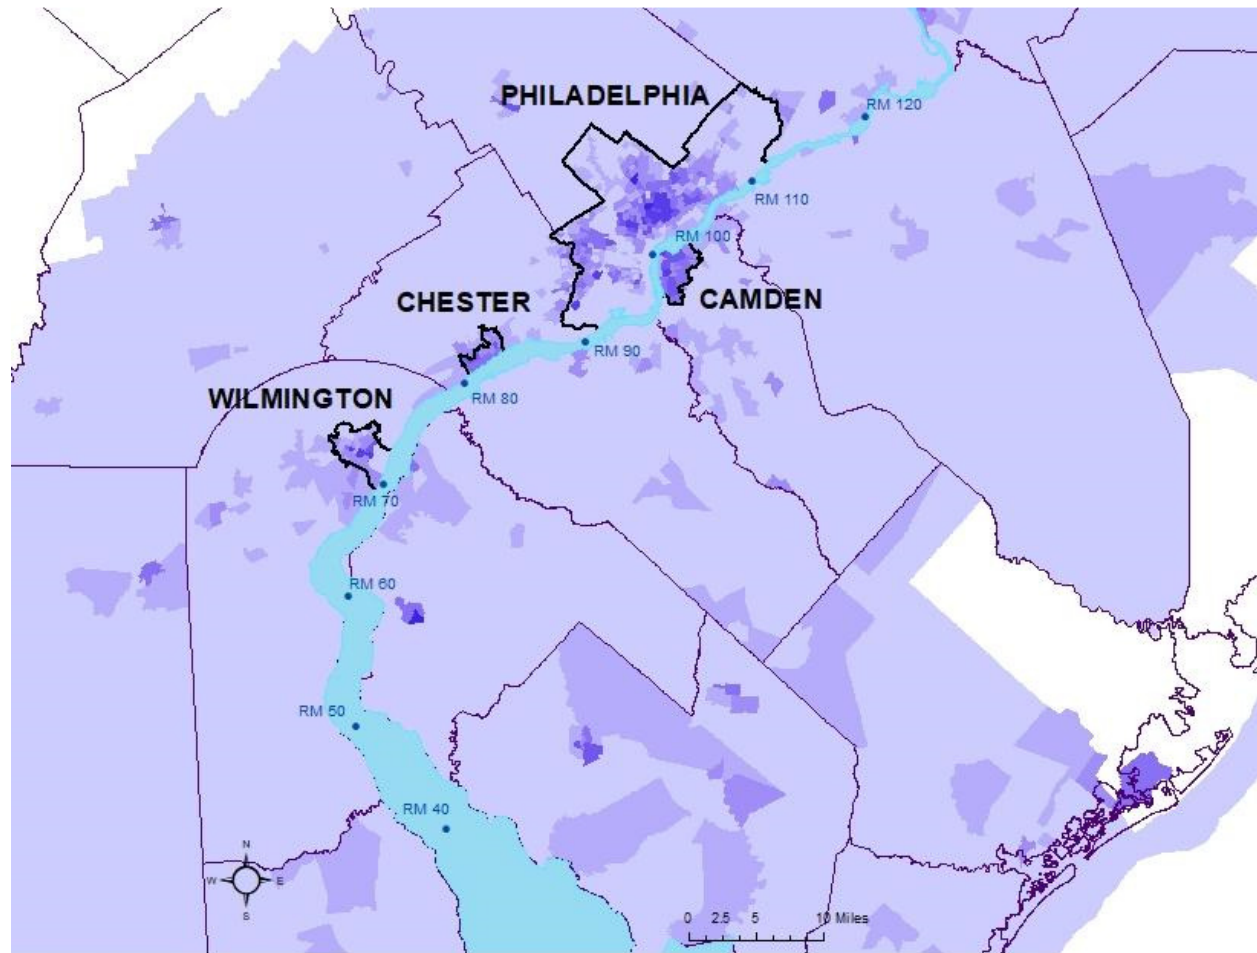 PHILADELPHIA
RM 120
RM 110
RM 100
CHESTER
CAMDEN
RM 90
WILMINGTON
RM 80
RM 70
RM 60
RM 50
RM 40
N
W E
S
0 2.5 5 10 Miles